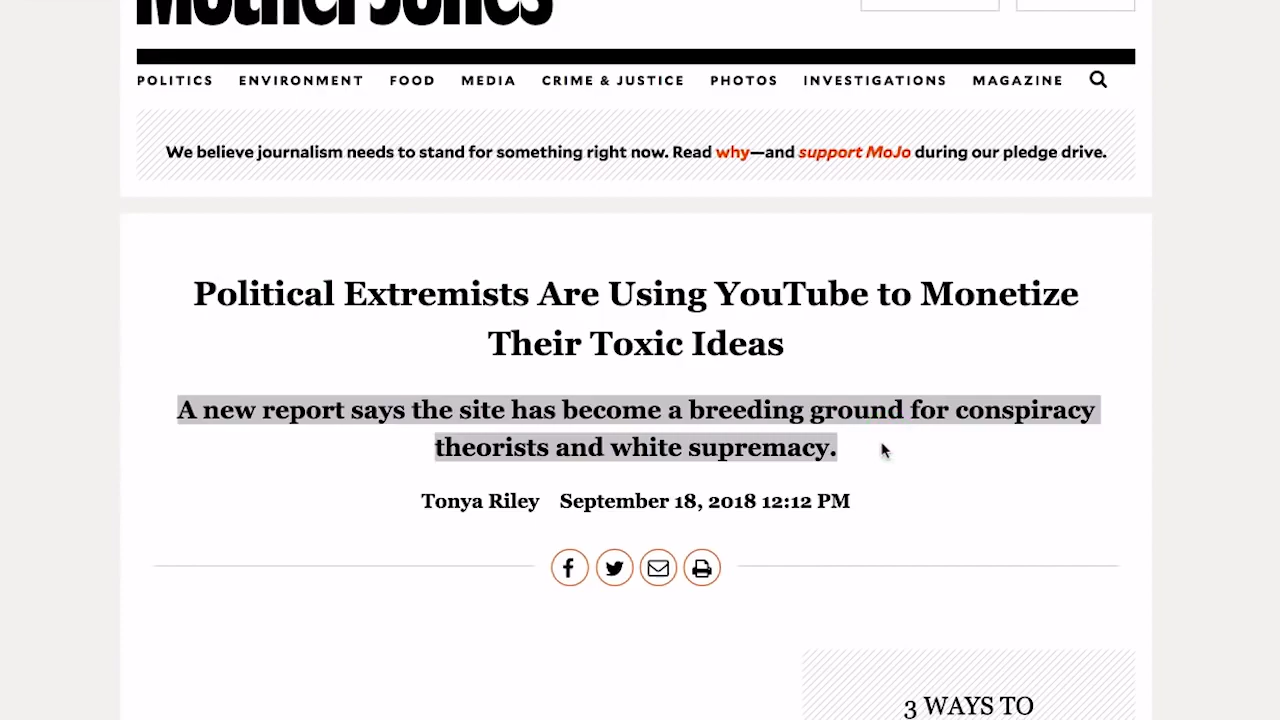 Mother Jones
POLITICS ENVIRONMENT FOOD MEDIA CRIME & JUSTICE PHOTOS INVESTIGATIONS MAGAZINE
We believe journalism needs to stand for something right now. Read why—and support MoJo during our pledge drive.
Political Extremists Are Using YouTube to Monetize
Their Toxic Ideas
A new report says the site has become a breeding ground for conspiracy
theorists and white supremacy.
Tonya Riley September 18, 2018 12:12 PM
3 WAYS TO